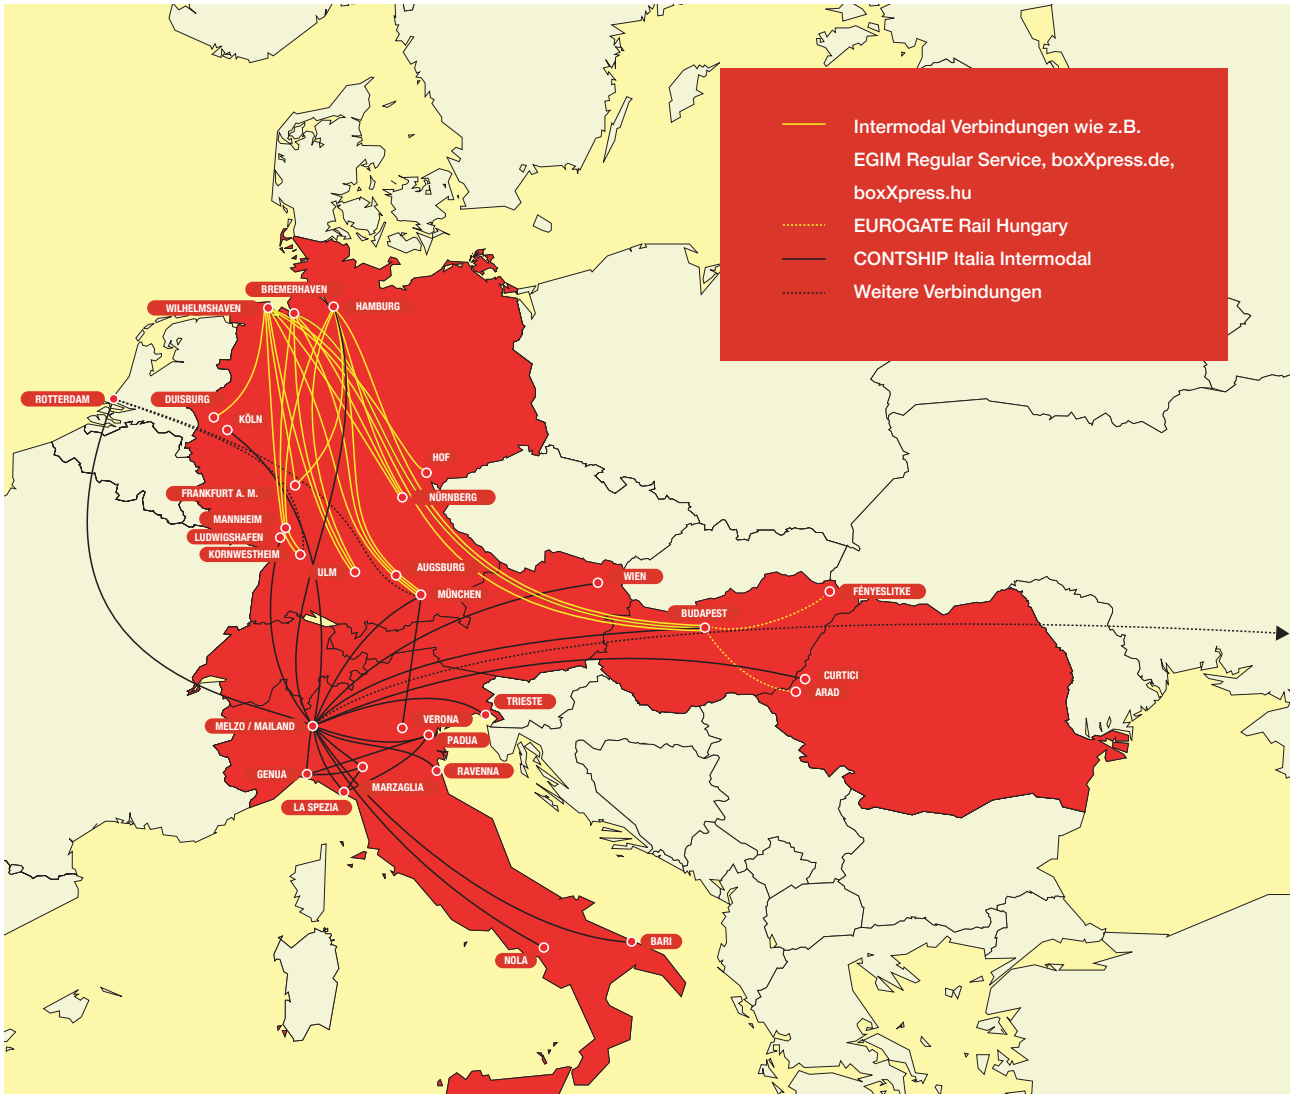 Intermodal Verbindungen wie z.B.
EGIM Regular Service, boxXpress.de,
boxXpress.hu
EUROGATE Rail Hungary
CONTSHIP Italia Intermodal
Weitere Verbindungen
BREMERHAVEN
WILHELMSHAVEN
HAMBURG
ROTTERDAM
DUISBURG
KÖLN
HOF
FRANKFURT A. M.
NÜRNBERG
MANNHEIM
LUDWIGSHAFEN
KORNWESTHEIM
ULM
AUGSBURG
MÜNCHEN
WIEN
FÉNYESLITKE
BUDAPEST
CURTICI
ARAD
TRIESTE
MELZO / MAILAND
VERONA
PADUA
GENUA
RAVENNA
MARZAGLIA
LA SPEZIA
BARI
NOLA